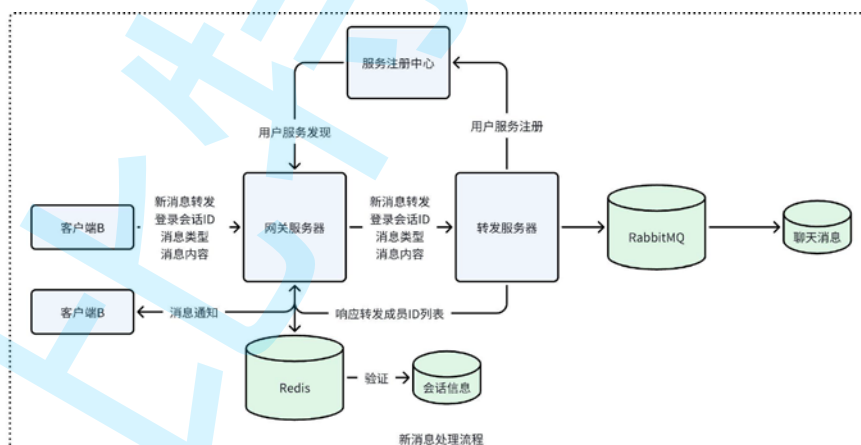 服务注册中心
用户服务发现
用户服务注册
客户端B
新消息转发
登录会话ID
消息类型
消息内容
网关服务器
新消息转发
登录会话ID
消息类型
消息内容
转发服务器
RabbitMQ
聊天消息
客户端B
消息通知
响应转发成员ID列表
Redis
验证
会话信息
新消息处理流程